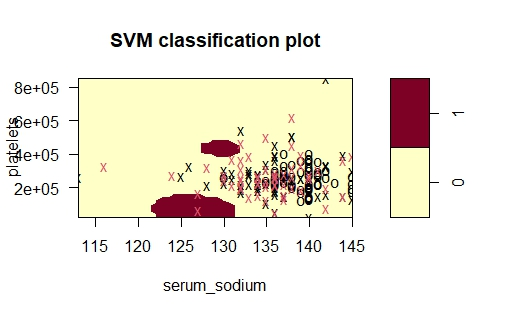 SVM classification plot
platelets
8e+05
6e+05
4e+05
2e+05
115 120 125 130 135 140 145
serum_sodium
1
0